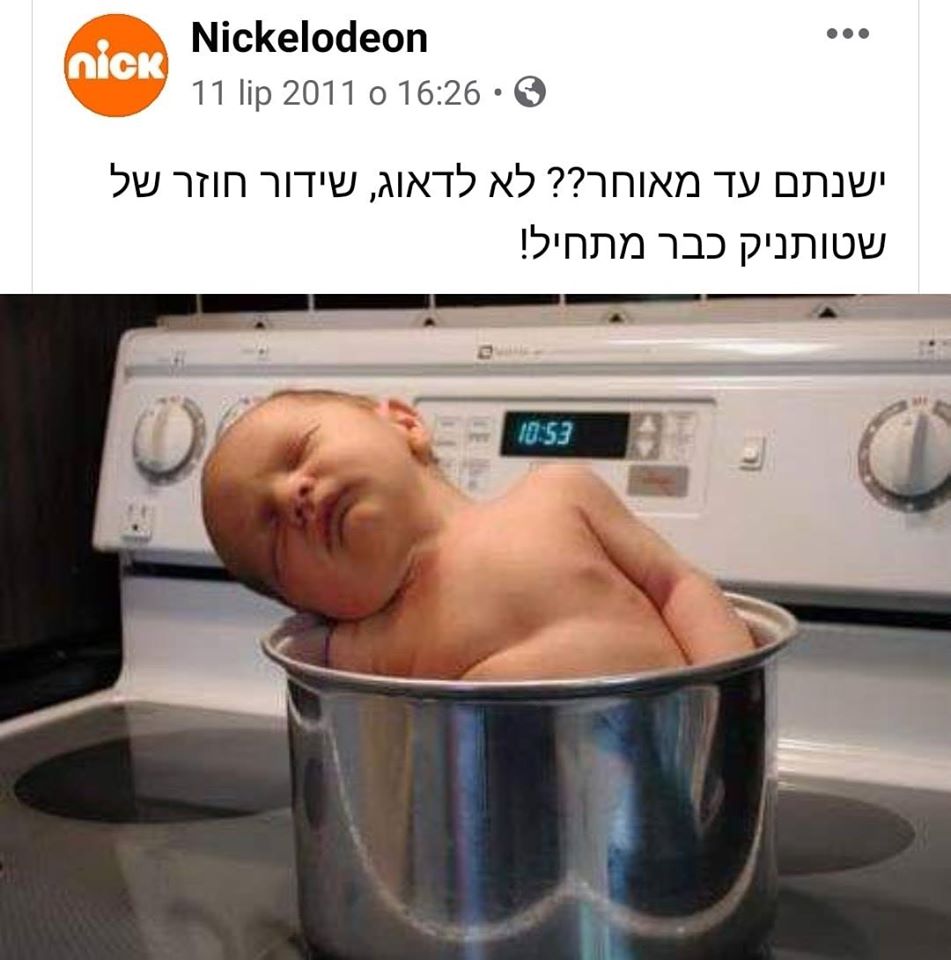 nick
Nickelodeon
11 lip 2011 o 16:26
ישנתם עד מאוחר?? לא לדאוג, שידור חוזר של
שטותניק כבר מתחיל!
10:53